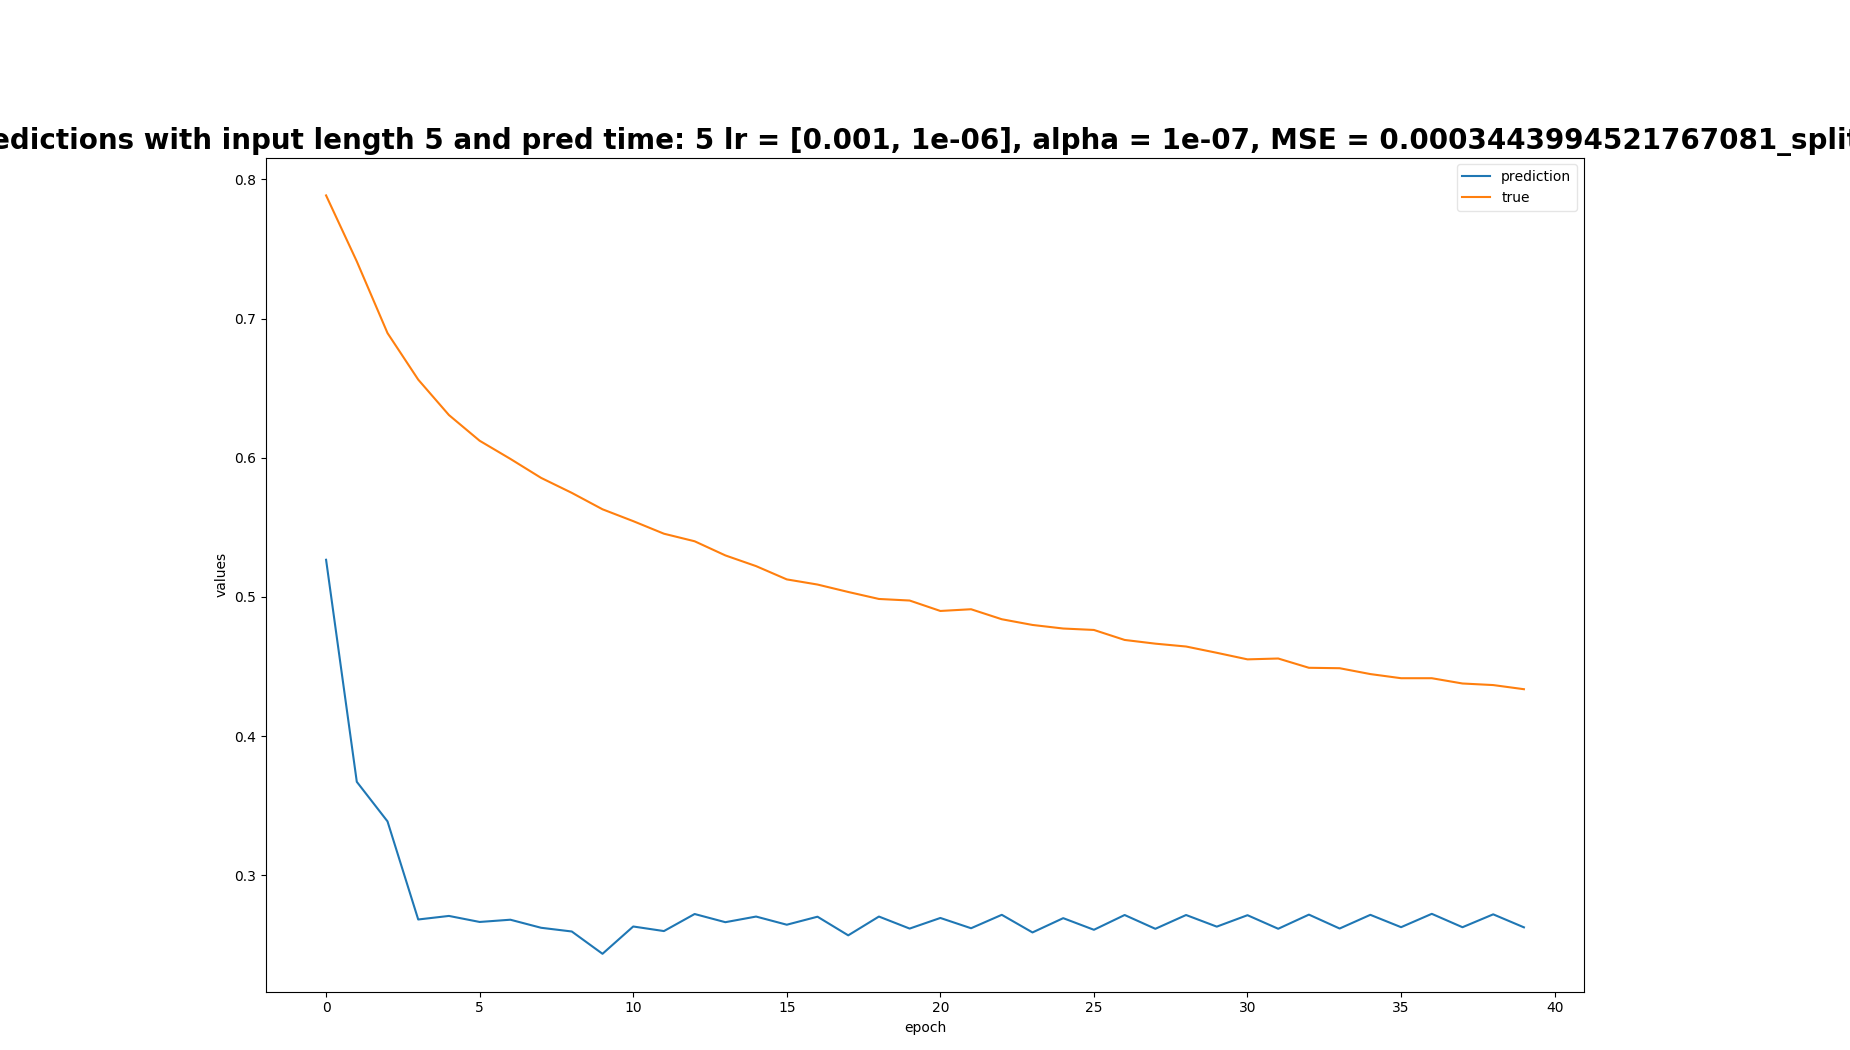 edictions with input length 5 and pred time: 5 lr = [0.001, 1e-06], alpha = 1e-07, MSE = 0.0003443994521767081_split
prediction
true
0.8
0.7
0.6
0.5
0.4
0.3
values
0 5 10 15 20 25 30 35 40
epoch